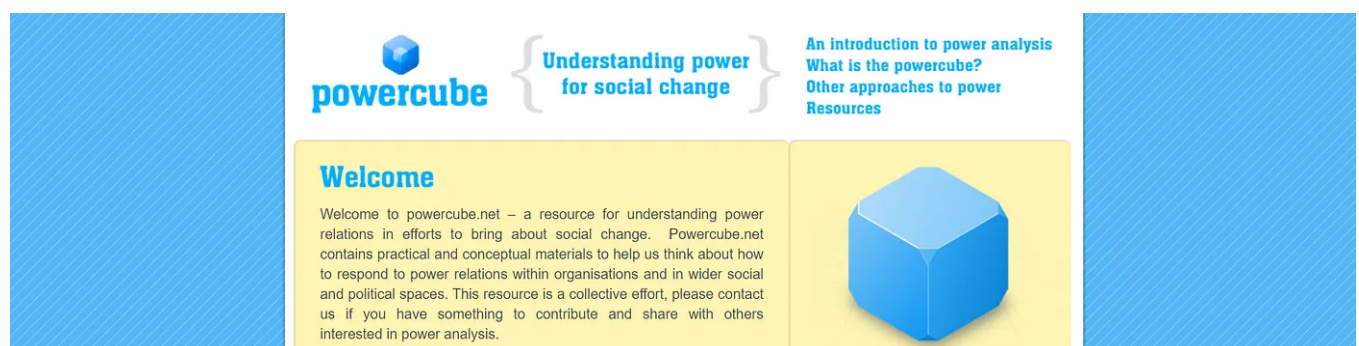 powercube
Understanding power
for social change
An introduction to power analysis
What is the powercube?
Other approaches to power
Resources
Welcome
Welcome to powercube.net – a resource for understanding power
relations in efforts to bring about social change. Powercube.net
contains practical and conceptual materials to help us think about how
to respond to power relations within organisations and in wider social
and political spaces. This resource is a collective effort, please contact
us if you have something to contribute and share with others
interested in power analysis.